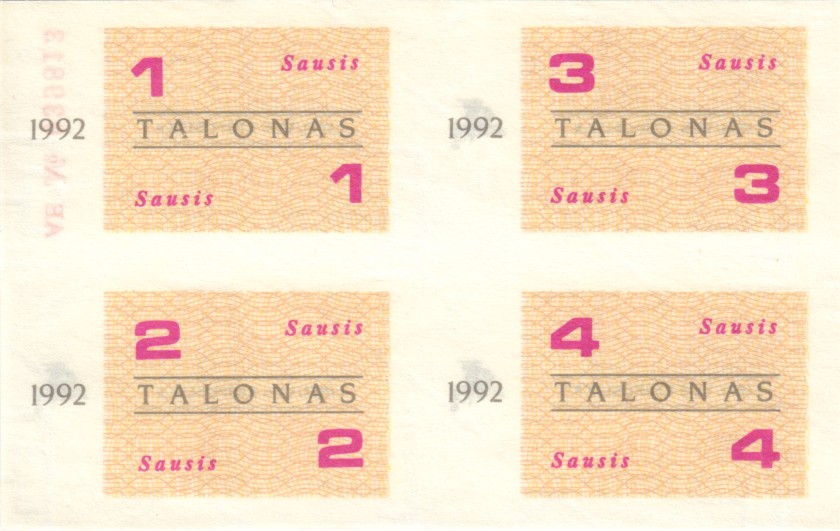 1 Sausis
1992 TALONAS
Sausis 1
3 Sausis
1992 TALONAS
Sausis 3
2 Sausis
1992 TALONAS
Sausis 2
4 Sausis
1992 TALONAS
Sausis 4